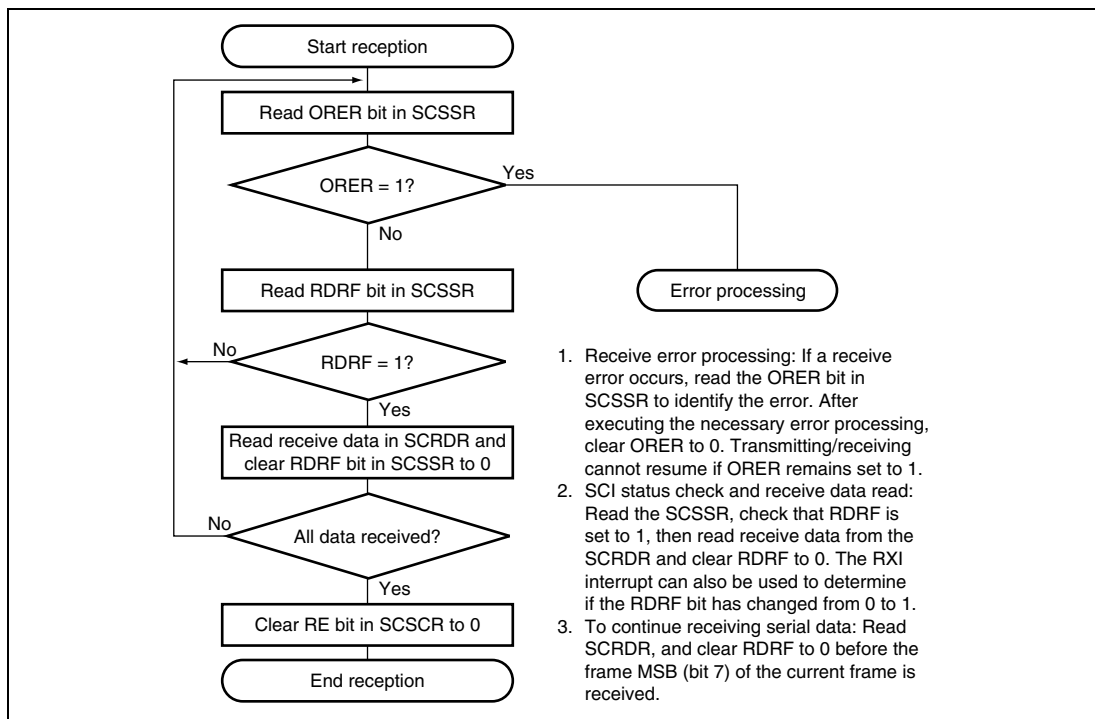 Start reception
Read ORER bit in SCSSR
ORER = 1?
Yes
No
Read RDRF bit in SCSSR
Error processing
No
RDRF = 1?
Yes
Read receive data in SCRDR and
clear RDRF bit in SCSSR to 0
No
All data received?
Yes
Clear RE bit in SCSCR to 0
End reception
1. Receive error processing: If a receive
error occurs, read the ORER bit in
SCSSR to identify the error. After
executing the necessary error processing,
clear ORER to 0. Transmitting/receiving
cannot resume if ORER remains set to 1.
2. SCI status check and receive data read:
Read the SCSSR, check that RDRF is
set to 1, then read receive data from the
SCRDR and clear RDRF to 0. The RXI
interrupt can also be used to determine
if the RDRF bit has changed from 0 to 1.
3. To continue receiving serial data: Read
SCRDR, and clear RDRF to 0 before the
frame MSB (bit 7) of the current frame is
received.